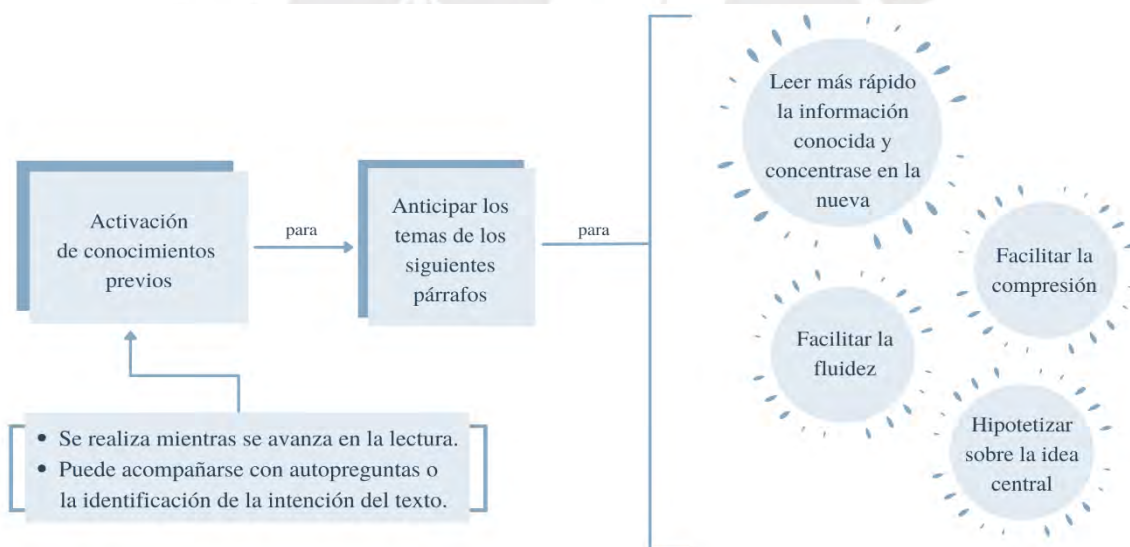 Activación
de conocimientos
previos
para
Anticipar los
temas de los
siguientes
párrafos
para
Leer más rápido
la información
conocida y
concentrase en la
nueva
Facilitar la
compresión
Facilitar la
fluidez
Hipotetizar
sobre la idea
central
• Se realiza mientras se avanza en la lectura.
• Puede acompañarse con autopreguntas o
la identificación de la intención del texto.